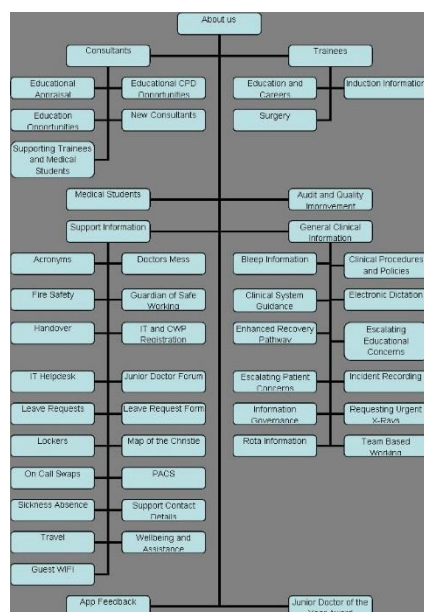 About us
Consultants
Trainees
Educational
Appraisal
Educational CPD
Opportunities
Education and
Careers
Induction Information
Education
Opportunities
New Consultants
Surgery
Supporting Trainees
and Medical
Students
Medical Students
Audit and Quality
Improvement
Support Information
General Clinical
Information
Acronyms
Doctors Mess
Bleep Information
Clinical Procedures
and Policies
Fire Safety
Guardian of Safe
Working
Clinical System
Guidance
Electronic Dictation
Handover
IT and CWP
Registration
Enhanced Recovery
Pathway
Escalating
Educational
Concerns
IT Helpdesk
Junior Doctor Forum
Escalating Patient
Concerns
Incident Recording
Leave Requests
Leave Request Form
Information
Governance
Requesting Urgent
X-Rays
Lockers
Map of the Christie
Rota Information
Team Based
Working
On Call Swaps
PACS
Sickness Absence
Support Contact
Details
Travel
Wellbeing and
Assistance
Guest WIFI
App Feedback
Junior Doctor of the